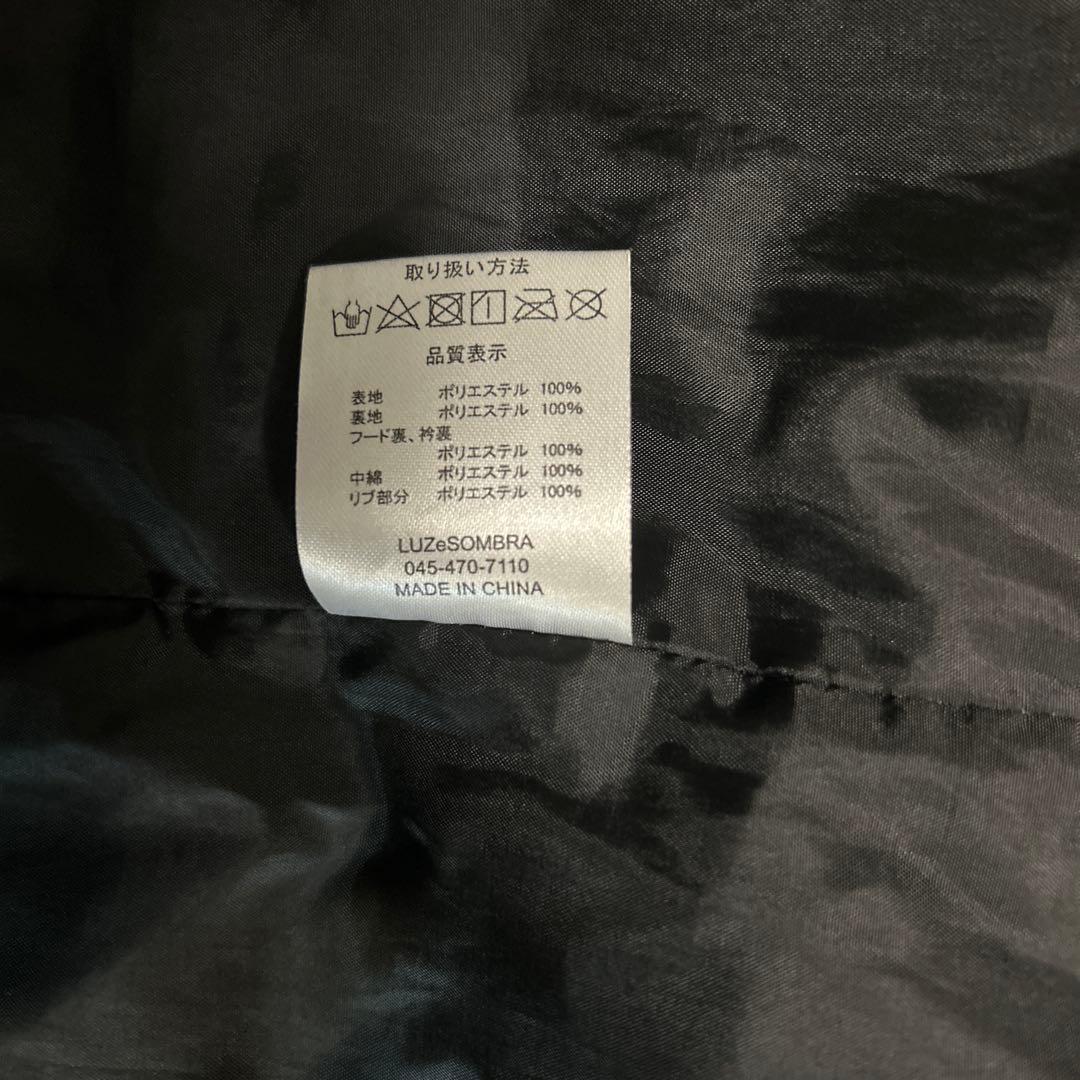 取り扱い方法
品質表示
表地 ポリエステル 100%
裏地 ポリエステル 100%
フード裏、衿裏
ポリエステル 100%
中綿 ポリエステル 100%
リブ部分 ポリエステル 100%
LUZeSOMBRA
045-470-7110
MADE IN CHINA